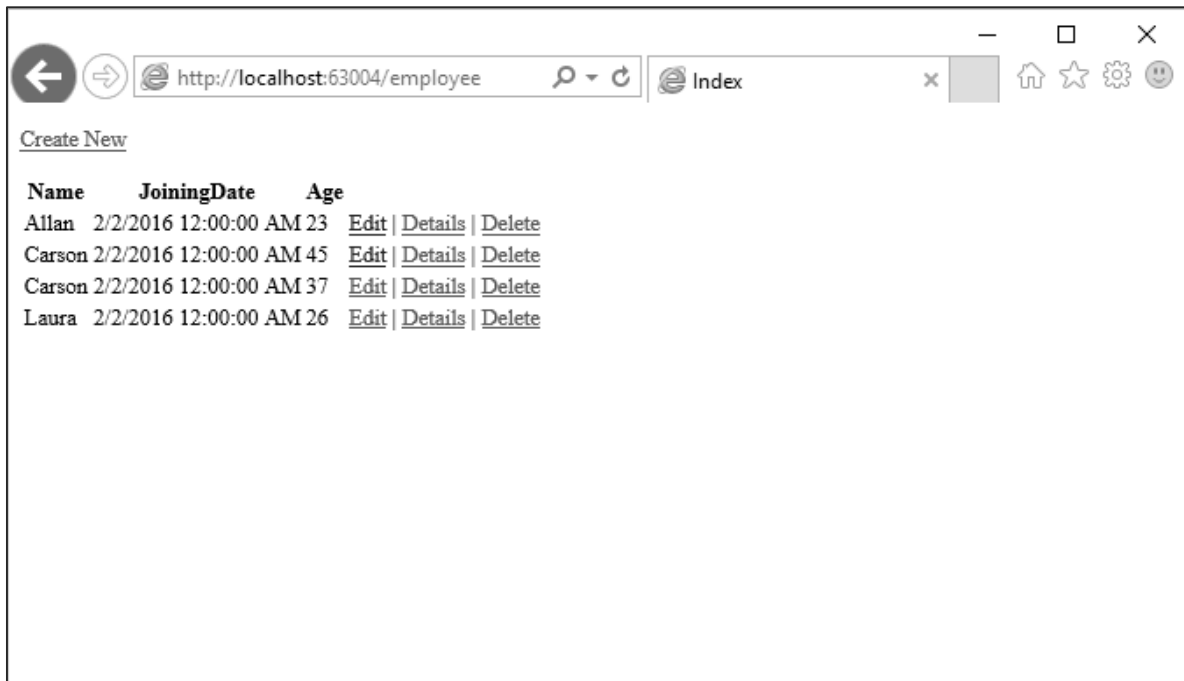 http://localhost:63004/employee
Index
Create New
Name JoiningDate Age
Allan 2/2/2016 12:00:00 AM 23 Edit | Details | Delete
Carson 2/2/2016 12:00:00 AM 45 Edit | Details | Delete
Carson 2/2/2016 12:00:00 AM 37 Edit | Details | Delete
Laura 2/2/2016 12:00:00 AM 26 Edit | Details | Delete